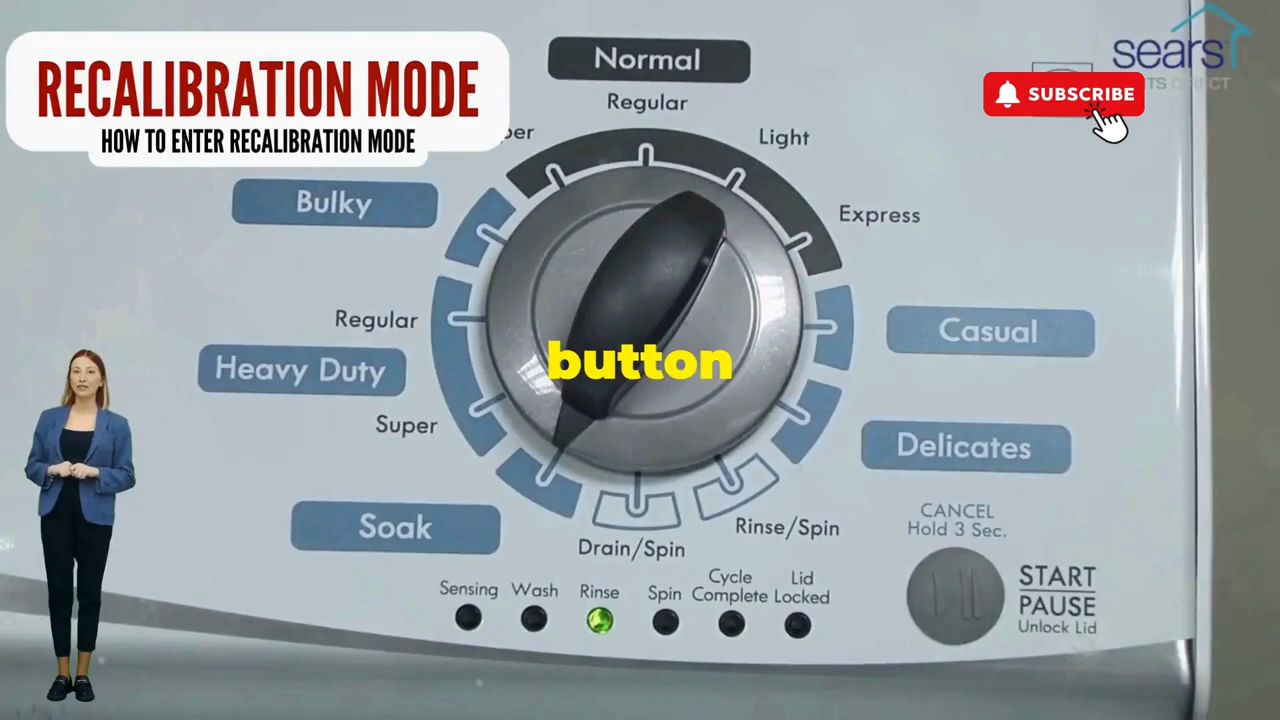 RECALIBRATION MODE
HOW TO ENTER RECALIBRATION MODE
sears
DIRECT
SUBSCRIBE
Normal
Regular
Light
Express
Bulky
Regular
Heavy Duty
Super
Casual
Delicates
button
Soak
Drain/Spin
Rinse/Spin
CANCEL
Hold 3 Sec.
Sensing
Wash
Rinse
Spin
Cycle
Complete
Lid
Locked
START
PAUSE
Unlock Lid